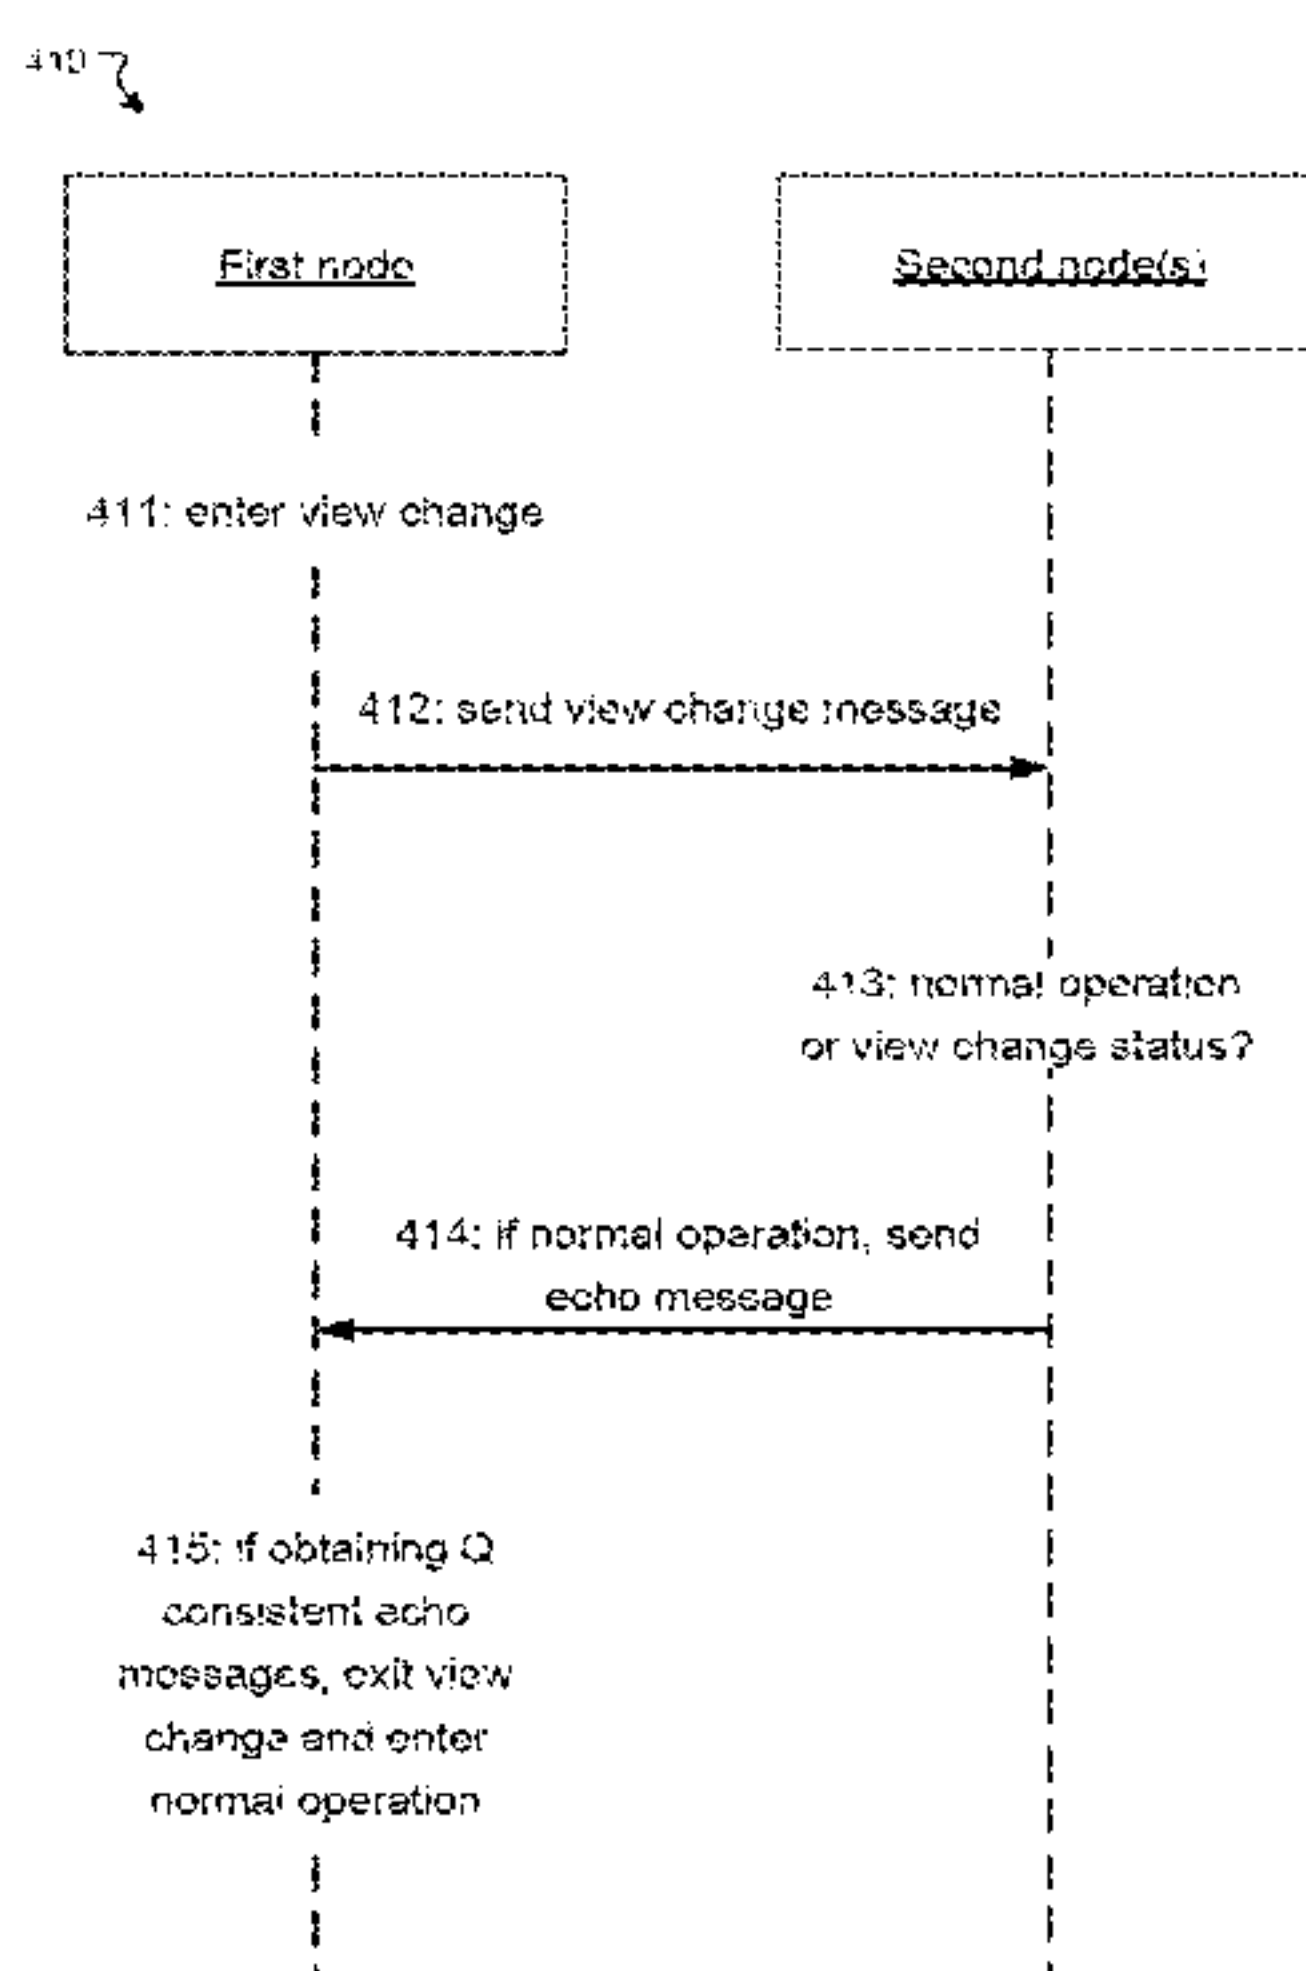 410
First node
Second node(s)
411: enter view change
412: send view change message
413: normal operation
or view change status?
414: if normal operation, send
echo message
415: if obtaining Q
consistent echo
messages, exit view
change and enter
normal operation